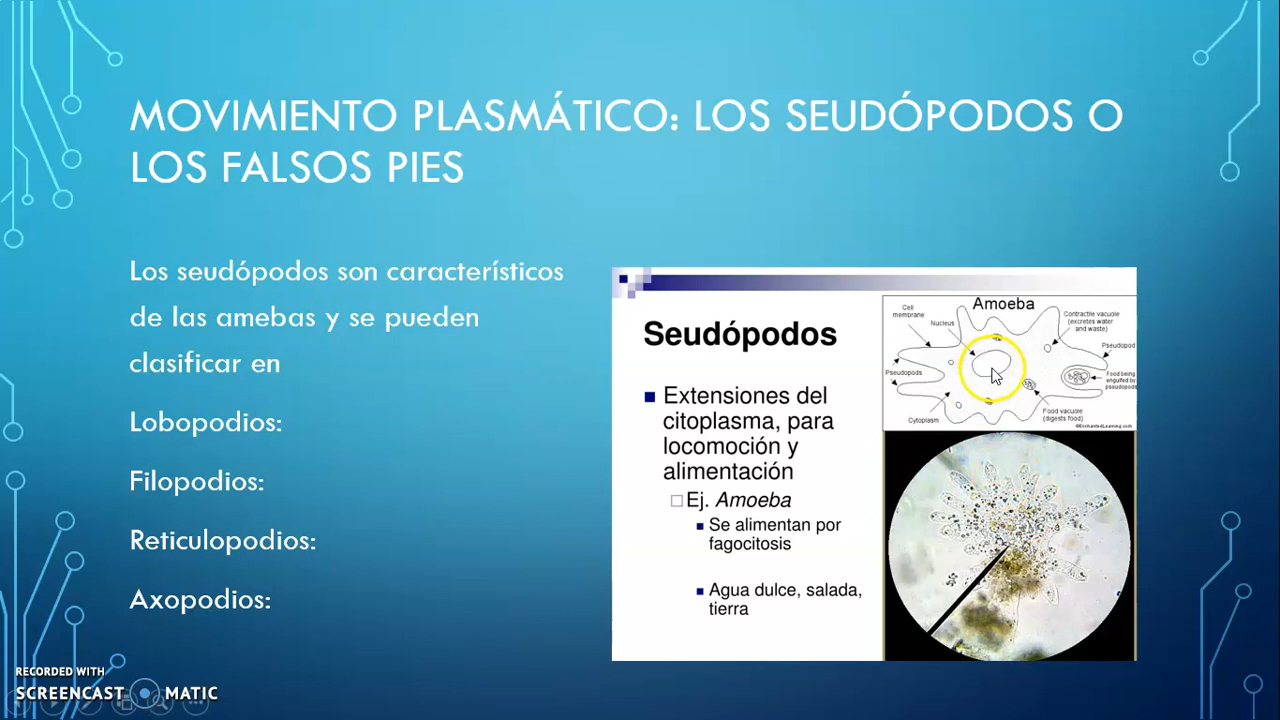 MOVIMIENTO PLASMÁTICO: LOS SEUDÓPODOS O
LOS FALSOS PIES
Los seudópodos son característicos
de las amebas y se pueden
clasificar en
Lobopodios:
Filopodios:
Reticulopodios:
Axopodios:
Seudópodos
Extensiones del
citoplasma, para
locomoción y
alimentación
Ej. Amoeba
Se alimentan por
fagocitosis
Agua dulce, salada,
tierra
Amoeba
Cell
membrane
Nucleus
Contractile vacuole
(excretes water
and waste)
Pseudopod
Pseudopods
Food being
engulfed by
pseudopods
Food vacuole
(digests food)
Cytoplasm
©EnchantedLearning.com
RECORDED WITH
SCREENCAST MATIC